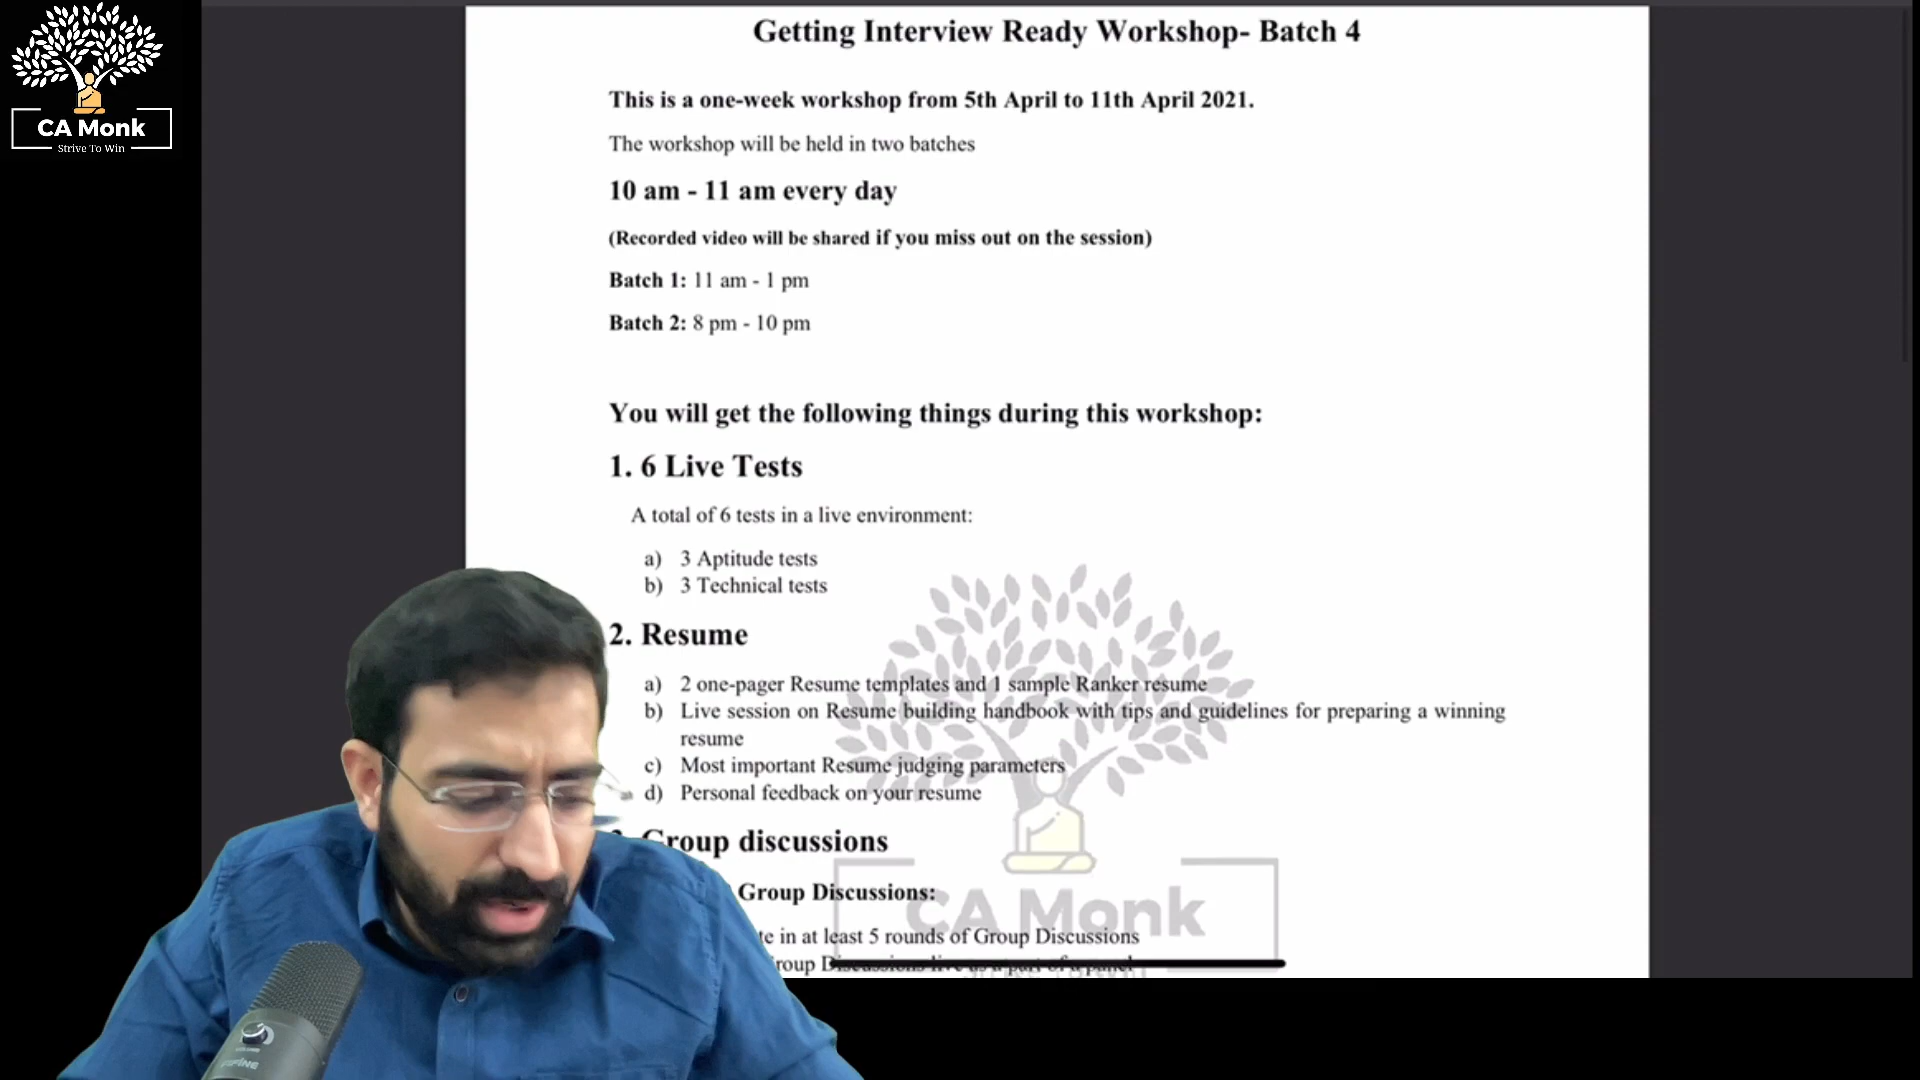 CA Monk
Strive To Win
Getting Interview Ready Workshop- Batch 4
This is a one-week workshop from 5th April to 11th April 2021.
The workshop will be held in two batches
10 am - 11 am every day
(Recorded video will be shared if you miss out on the session)
Batch 1: 11 am - 1 pm
Batch 2: 8 pm - 10 pm
You will get the following things during this workshop:
1. 6 Live Tests
A total of 6 tests in a live environment:
a) 3 Aptitude tests
b) 3 Technical tests
2. Resume
a) 2 one-pager Resume templates and 1 sample Ranker resume
b) Live session on Resume building handbook with tips and guidelines for preparing a winning
resume
c) Most important Resume judging parameters
d) Personal feedback on your resume
Group discussions
Group Discussions:
in at least 5 rounds of Group Discussions
CA Monk